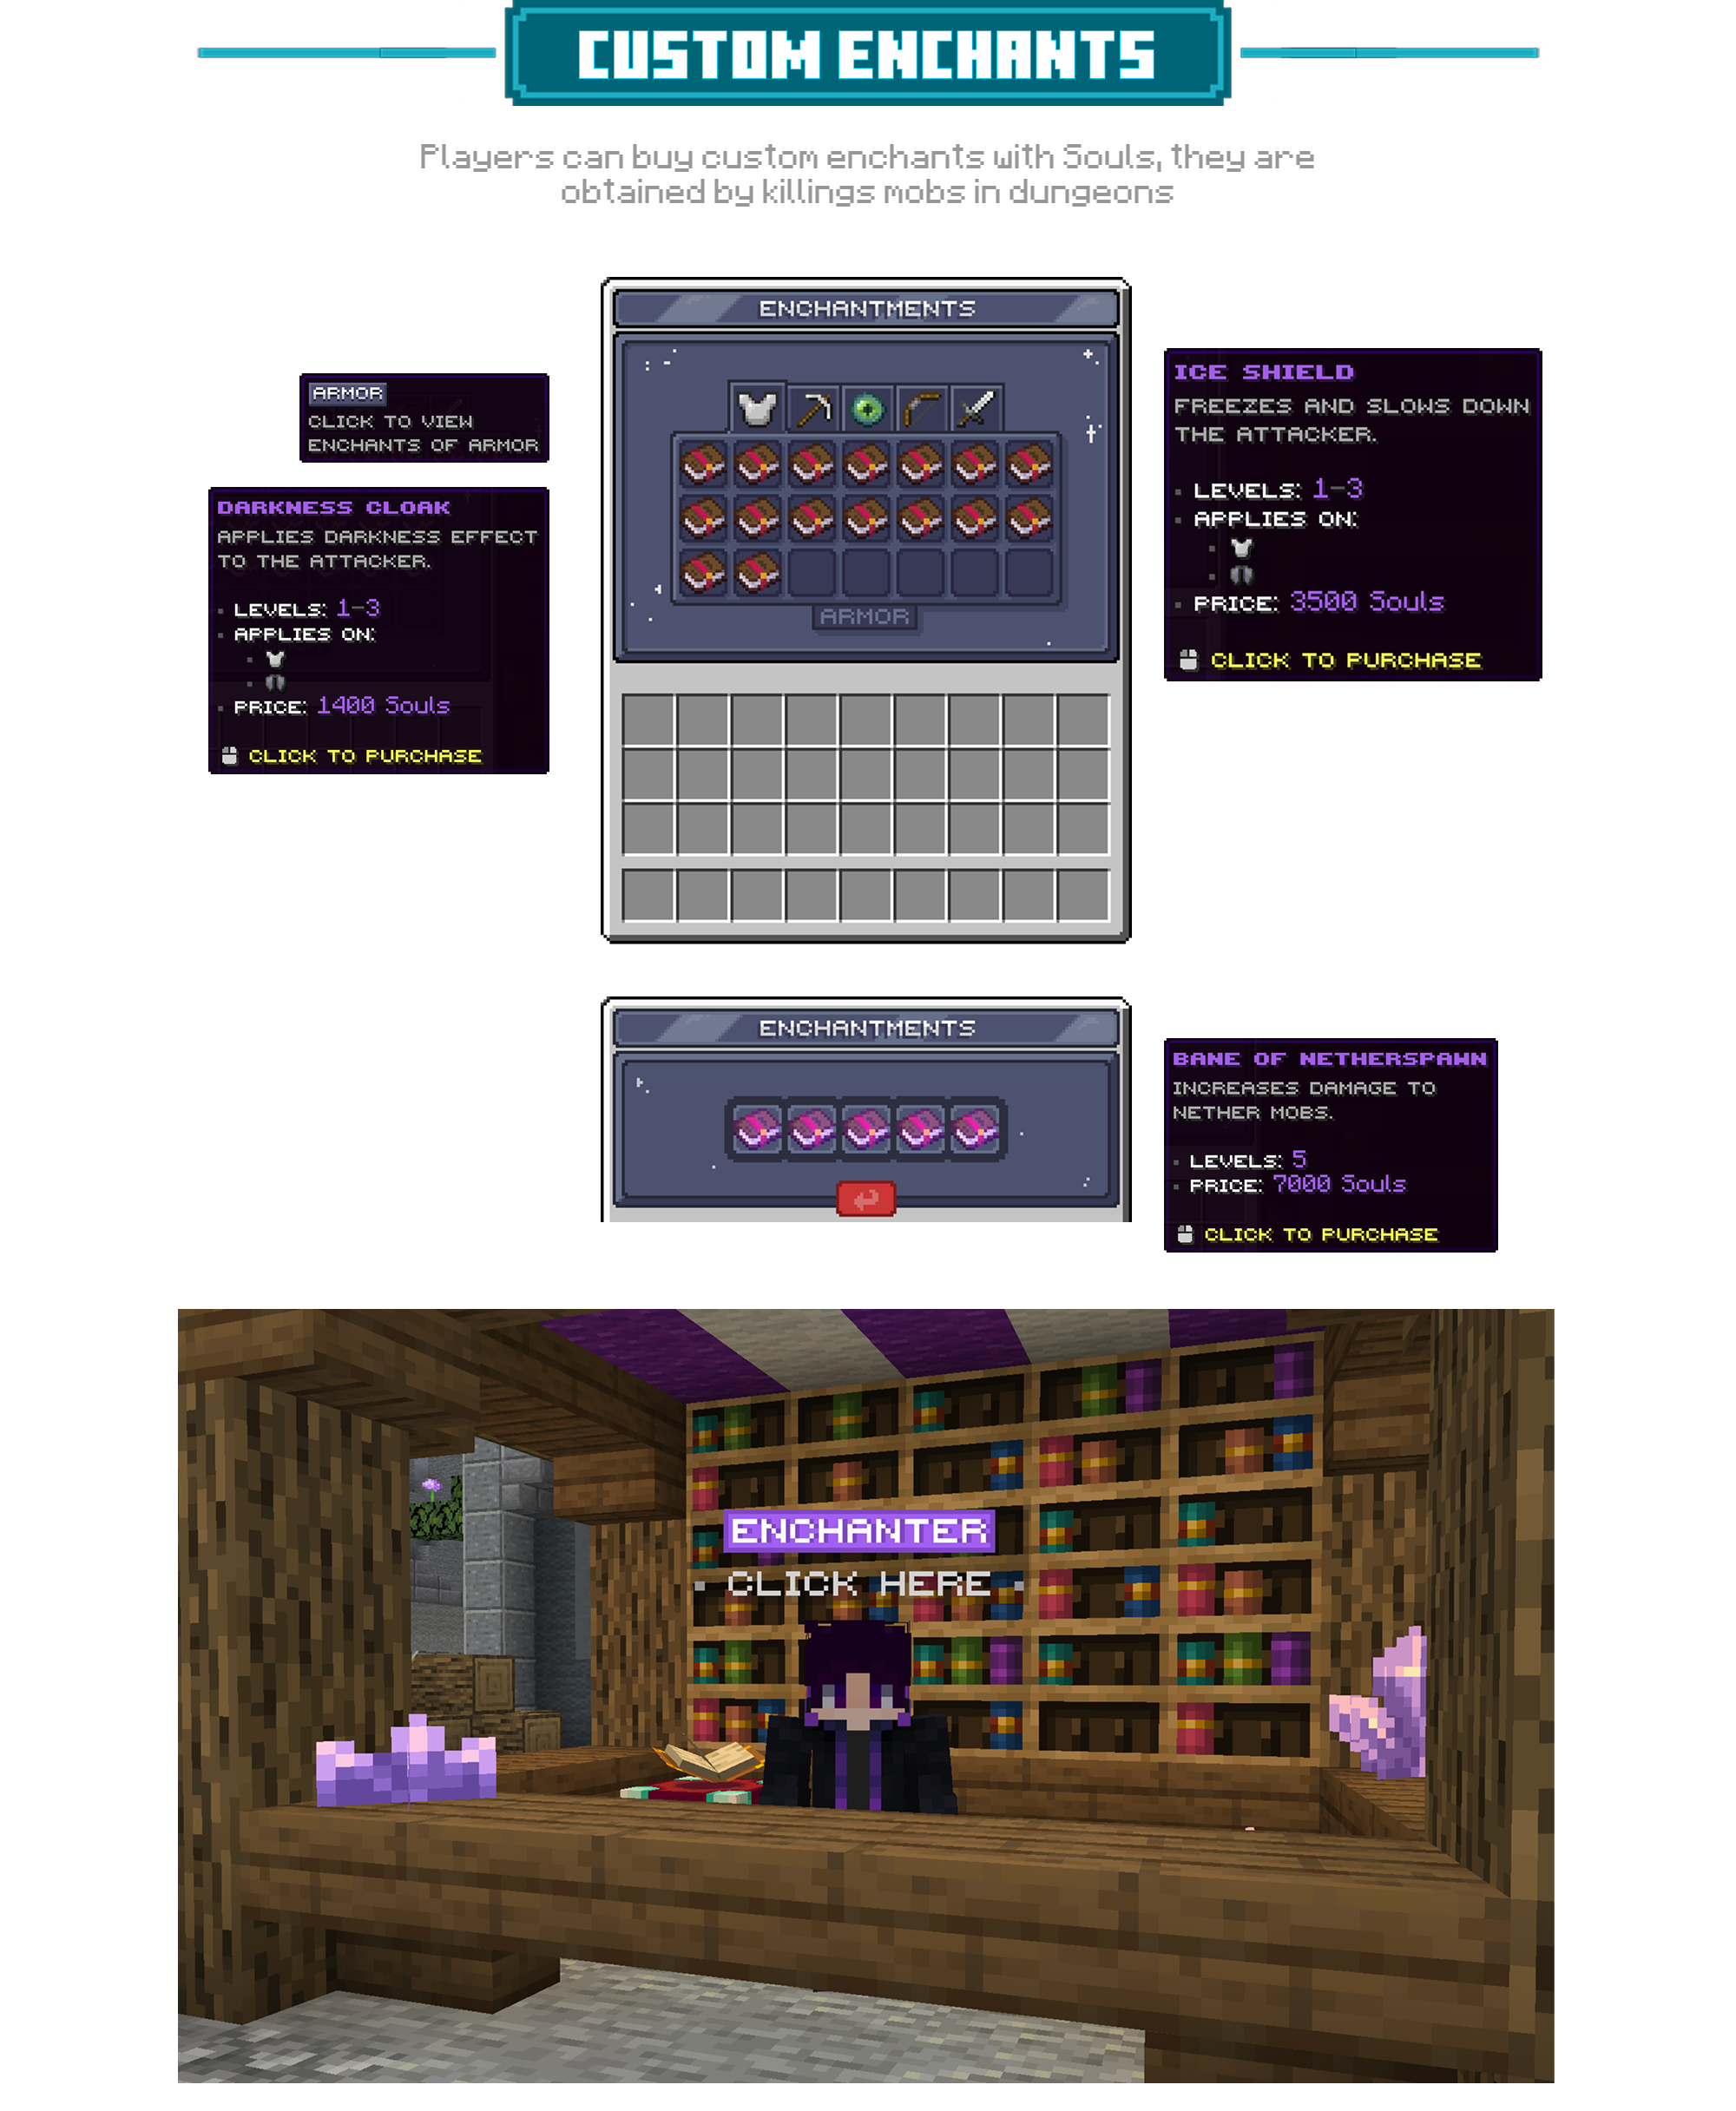 CUSTOM ENCHANTS
Players can buy custom enchants with Souls, they are
obtained by killings mobs in dungeons
ENCHANTMENTS
ARMOR
CLICK TO VIEW
ENCHANTS OF ARMOR
DARKNESS CLOAK
APPLIES DARKNESS EFFECT
TO THE ATTACKER.
LEVELS: 1-3
APPLIES ON:
PRICE: 1400 Souls
CLICK TO PURCHASE
ARMOR
ICE SHIELD
FREEZES AND SLOWS DOWN
THE ATTACKER.
LEVELS: 1-3
APPLIES ON:
PRICE: 3500 Souls
CLICK TO PURCHASE
ENCHANTMENTS
BANE OF NETHERSPAWN
INCREASES DAMAGE TO
NETHER MOBS.
LEVELS: 5
PRICE: 7000 Souls
CLICK TO PURCHASE
ENCHANTER
CLICK HERE